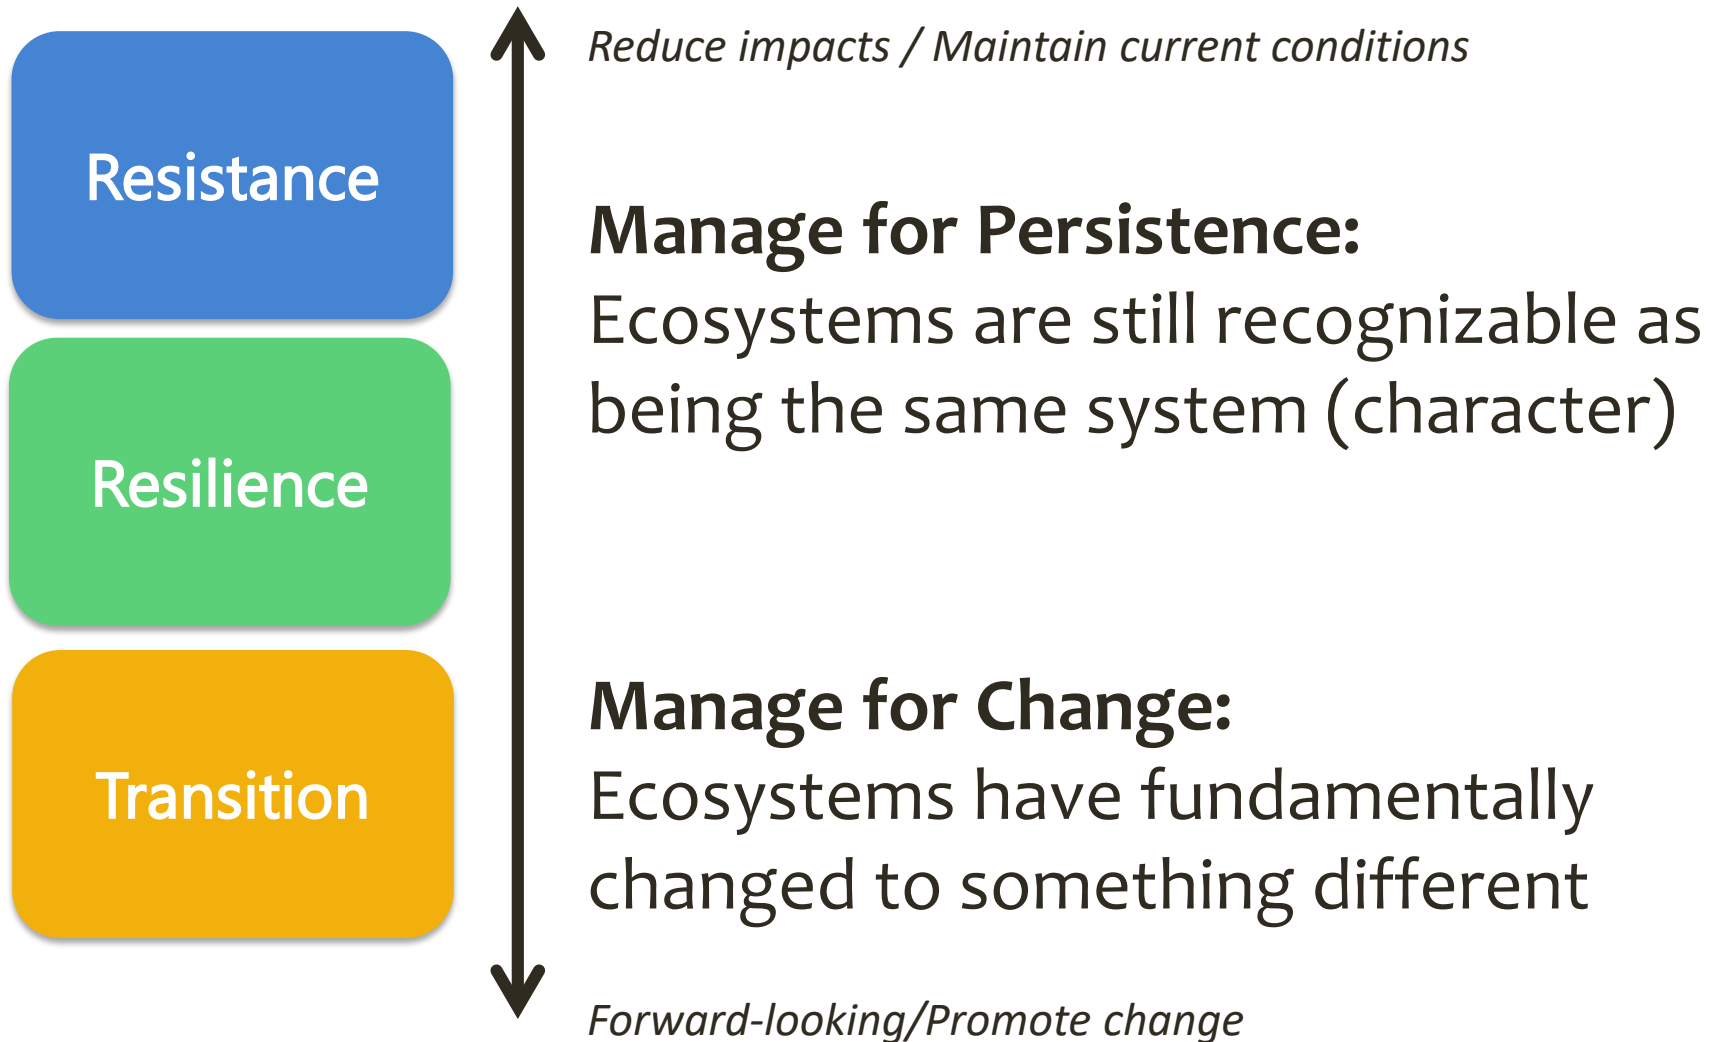 Reduce impacts / Maintain current conditions
Resistance
Manage for Persistence:
Ecosystems are still recognizable as
being the same system (character)
Resilience
Manage for Change:
Transition
Ecosystems have fundamentally
changed to something different
Forward-looking/Promote change